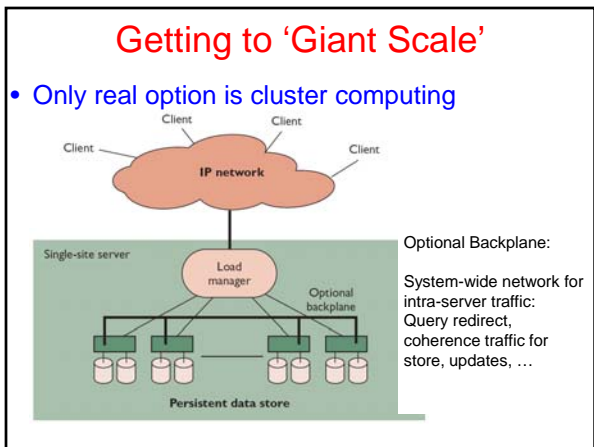 Getting to ‘Giant Scale’
• Only real option is cluster computing
Client
Client
Client
Client
IP network
Single-site server
Load
manager
Optional
backplane
Persistent data store
Optional Backplane:
System-wide network for
intra-server traffic:
Query redirect,
coherence traffic for
store, updates, …